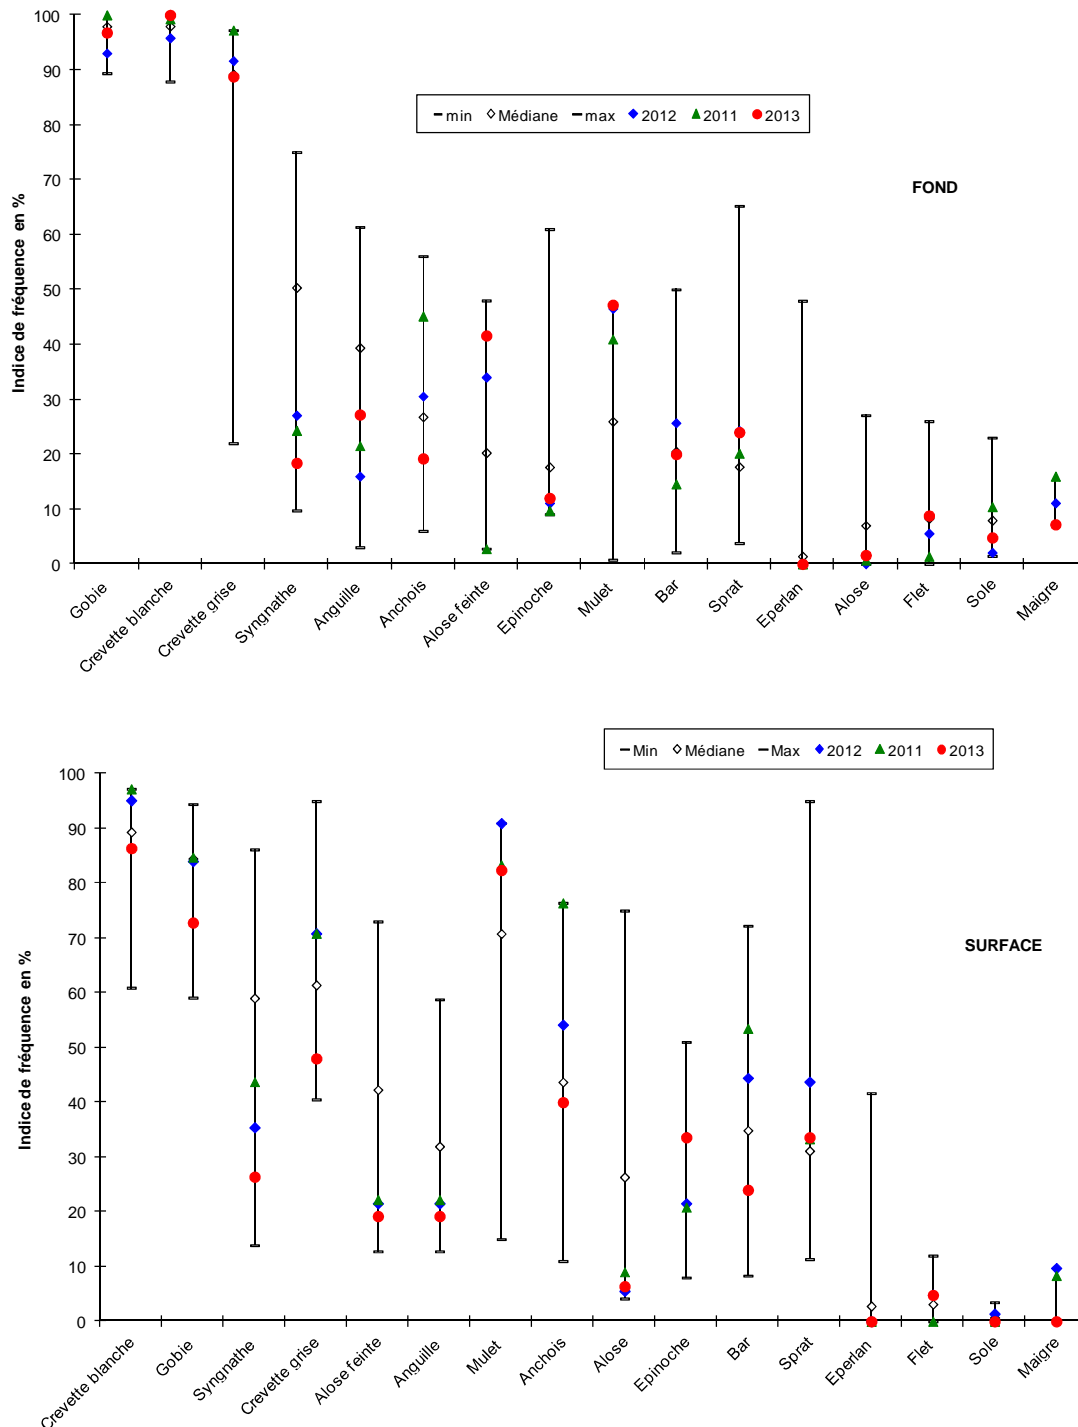 100
90
80
70
60
50
40
30
20
10
0
Indice de fréquence en %
min Médiane max 2012 2011 2013
FOND
Gobie
Crevette blanche
Crevette grise
Syngnathe
Anguille
Anchois
Alose feinte
Epinoche
Mulet
Bar
Sprat
Eperlan
Alose
Flet
Sole
Maigre
Min Médiane Max 2012 2011 2013
100
90
80
70
60
50
40
30
20
10
0
Indice de fréquence en %
SURFACE
Crevette blanche
Gobie
Syngnathe
Crevette grise
Alose feinte
Anguille
Mulet
Anchois
Alose
Epinoche
Bar
Sprat
Eperlan
Flet
Sole
Maigre